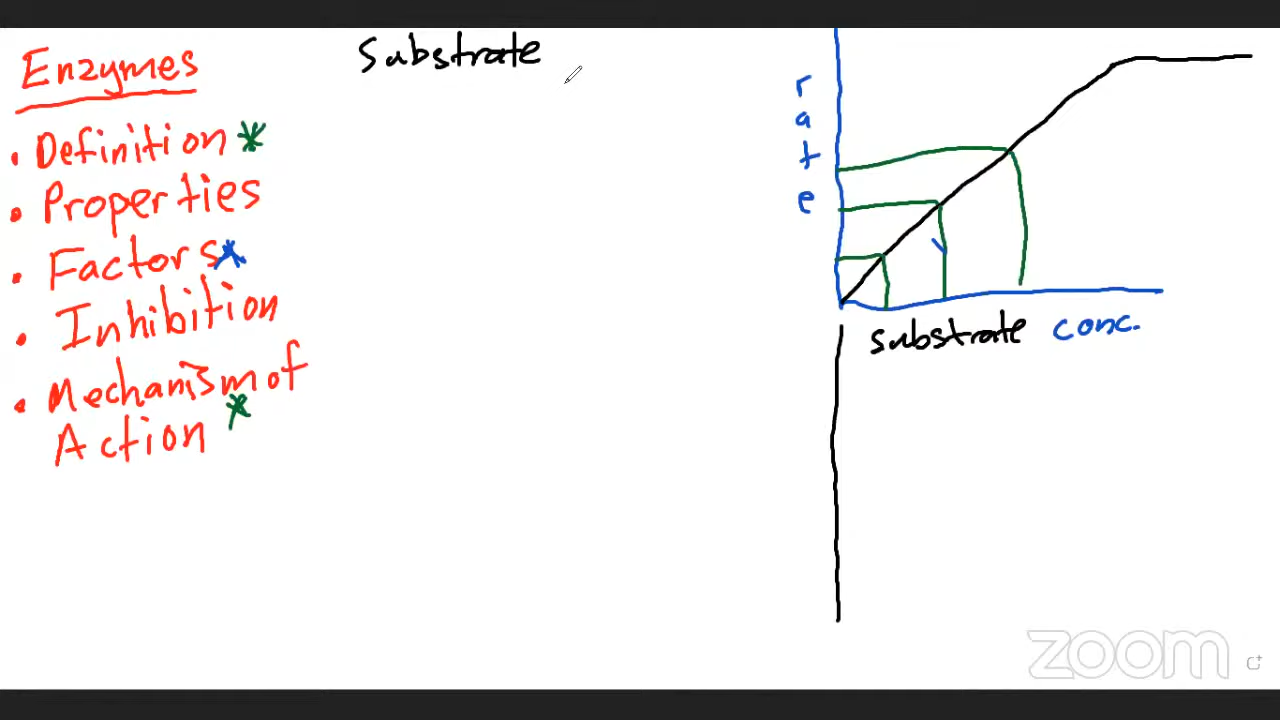 Enzymes
• Definition *
• Properties
• Factors *
• Inhibition
• Mechanism of
Action *
Substrate
rate
substrate conc.
zoom